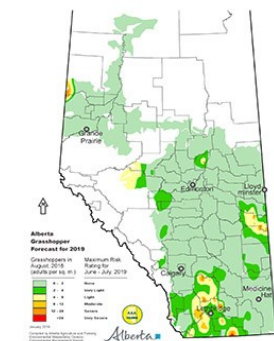 Grande
Prairie
Edmonton
Lloyd
minster
Calgary
Medicine
Hat
Alberta
Grasshopper
Forecast for 2019
Grasshoppers in
August, 2018
(adults per sq. m.)
Maximum Risk
Rating for
June - July, 2019
0 - 2 None
2 - 4 Very Light
4 - 8 Light
8 - 12 Moderate
12 - 24 Severe
>24 Very Severe
January, 2019
Alberta